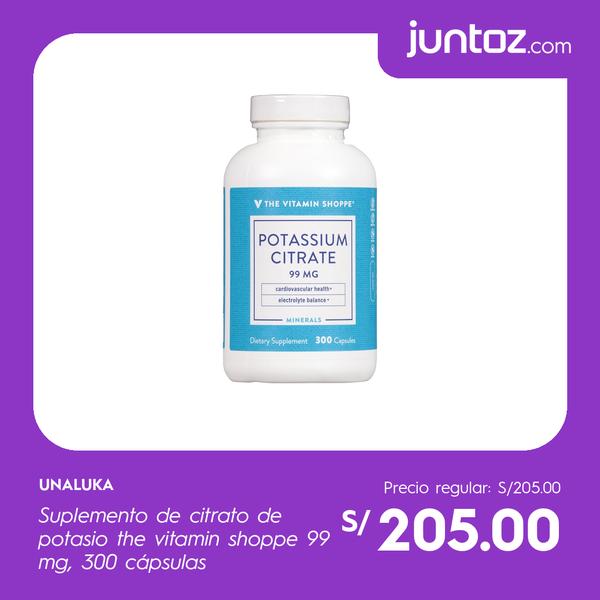 juntoz.com
THE VITAMIN SHOPPE®
POTASSIUM
CITRATE
99 MG
cardiovascular health*
electrolyte balance*
MINERALS
Dietary Supplement 300 Capsules
UNALUKA
Suplemento de citrato de
potasio the vitamin shoppe 99
mg, 300 cápsulas
Precio regular: S/205.00
S/ 205.00